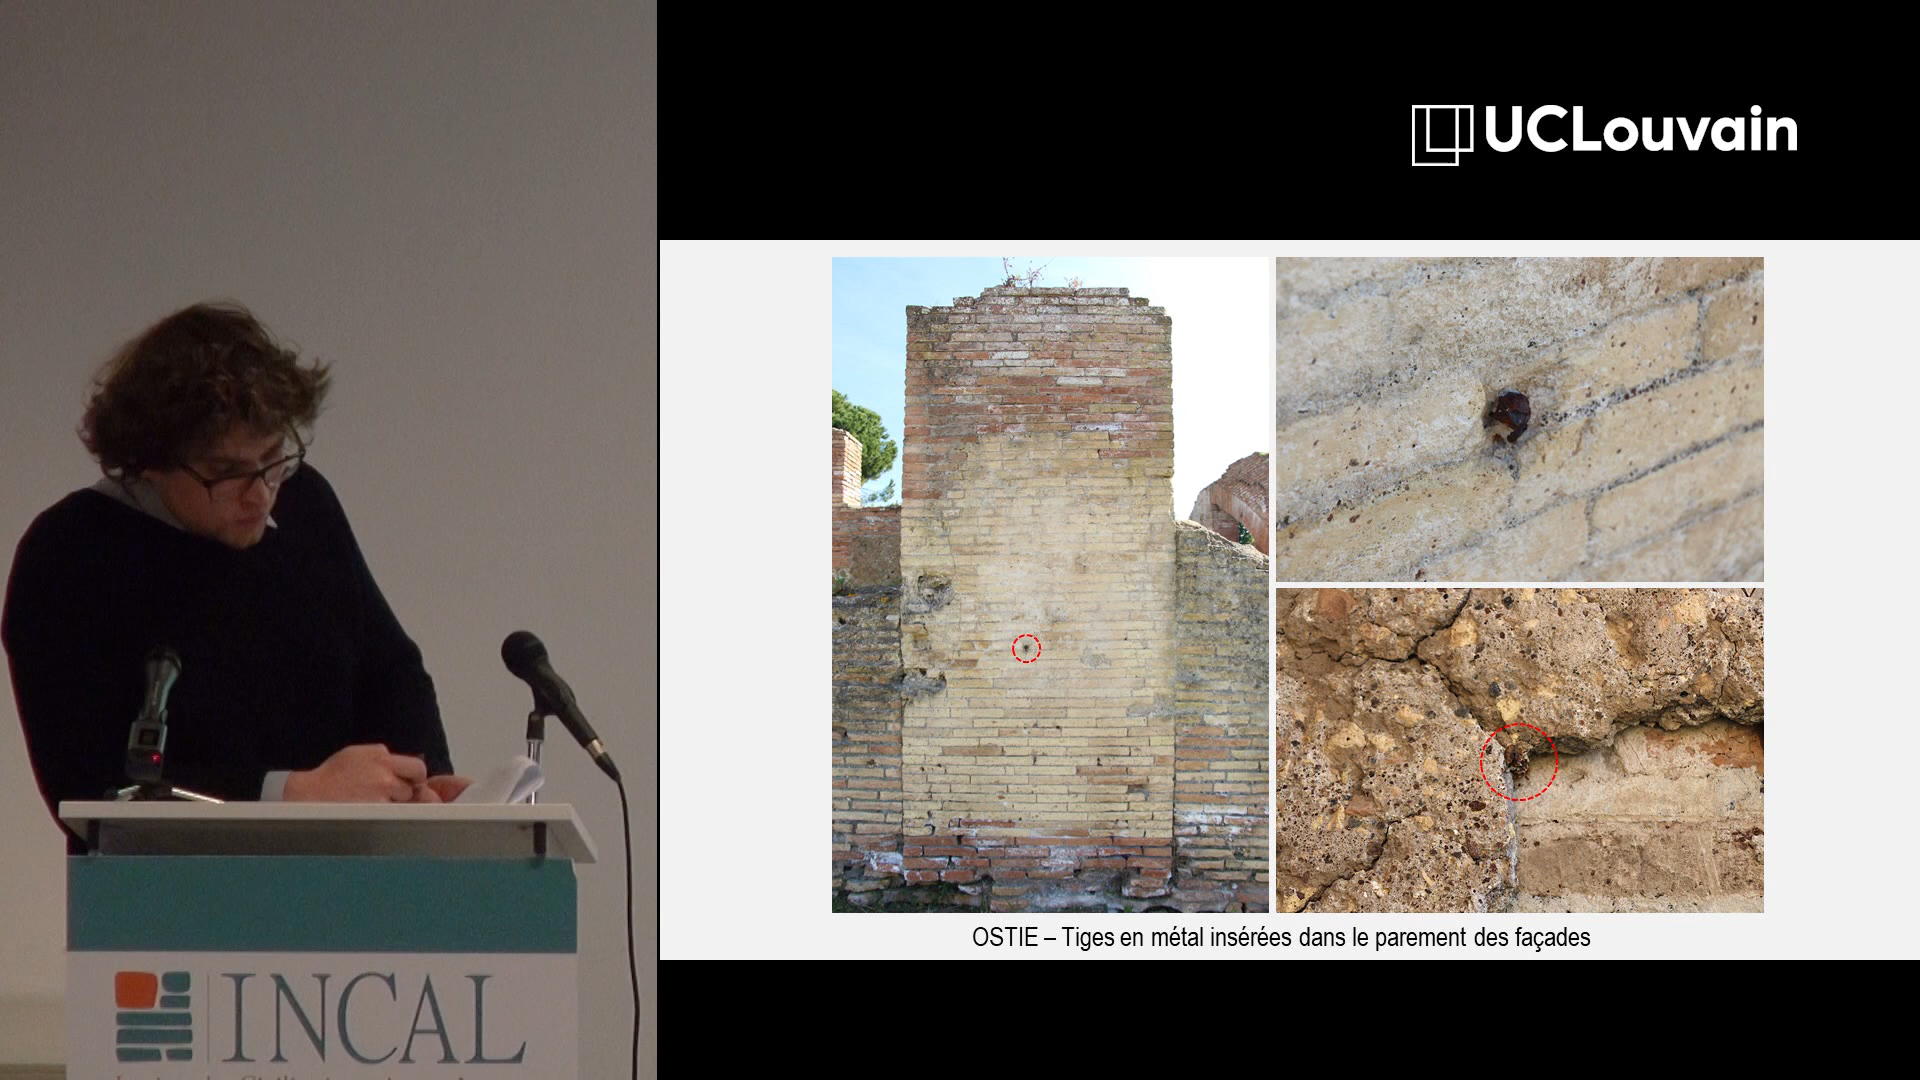 UCLouvain
OSTIE – Tiges en métal insérées dans le parement des façades
INCAL